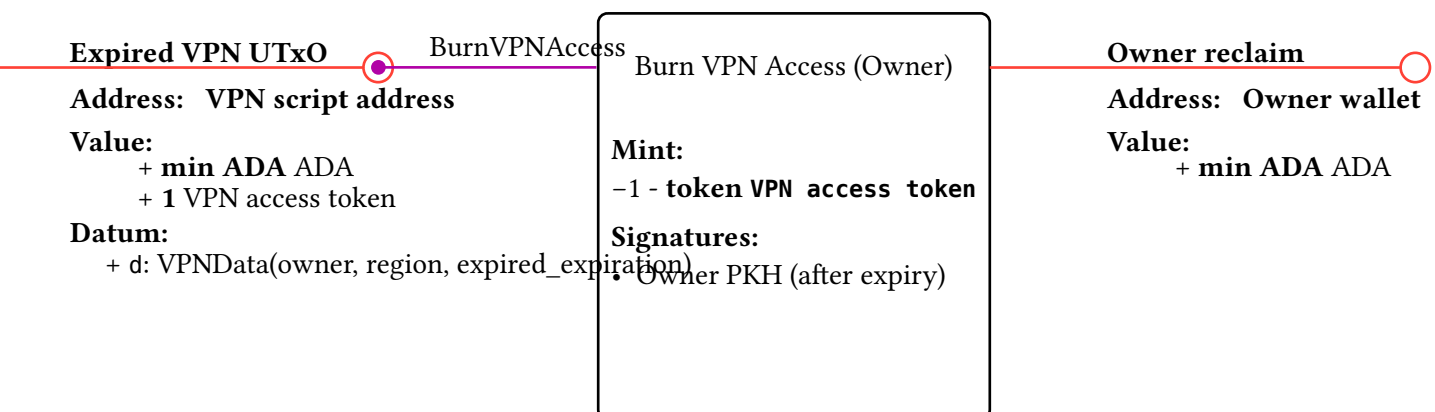 Expired VPN UTxO
BurnVPNAccess
Address: VPN script address
Value:
+ min ADA ADA
+ 1 VPN access token
Datum:
+ d: VPNData(owner, region, expired_expiration)
Burn VPN Access (Owner)
Mint:
−1 - token VPN access token
Signatures:
• Owner PKH (after expiry)
Owner reclaim
Address: Owner wallet
Value:
+ min ADA ADA